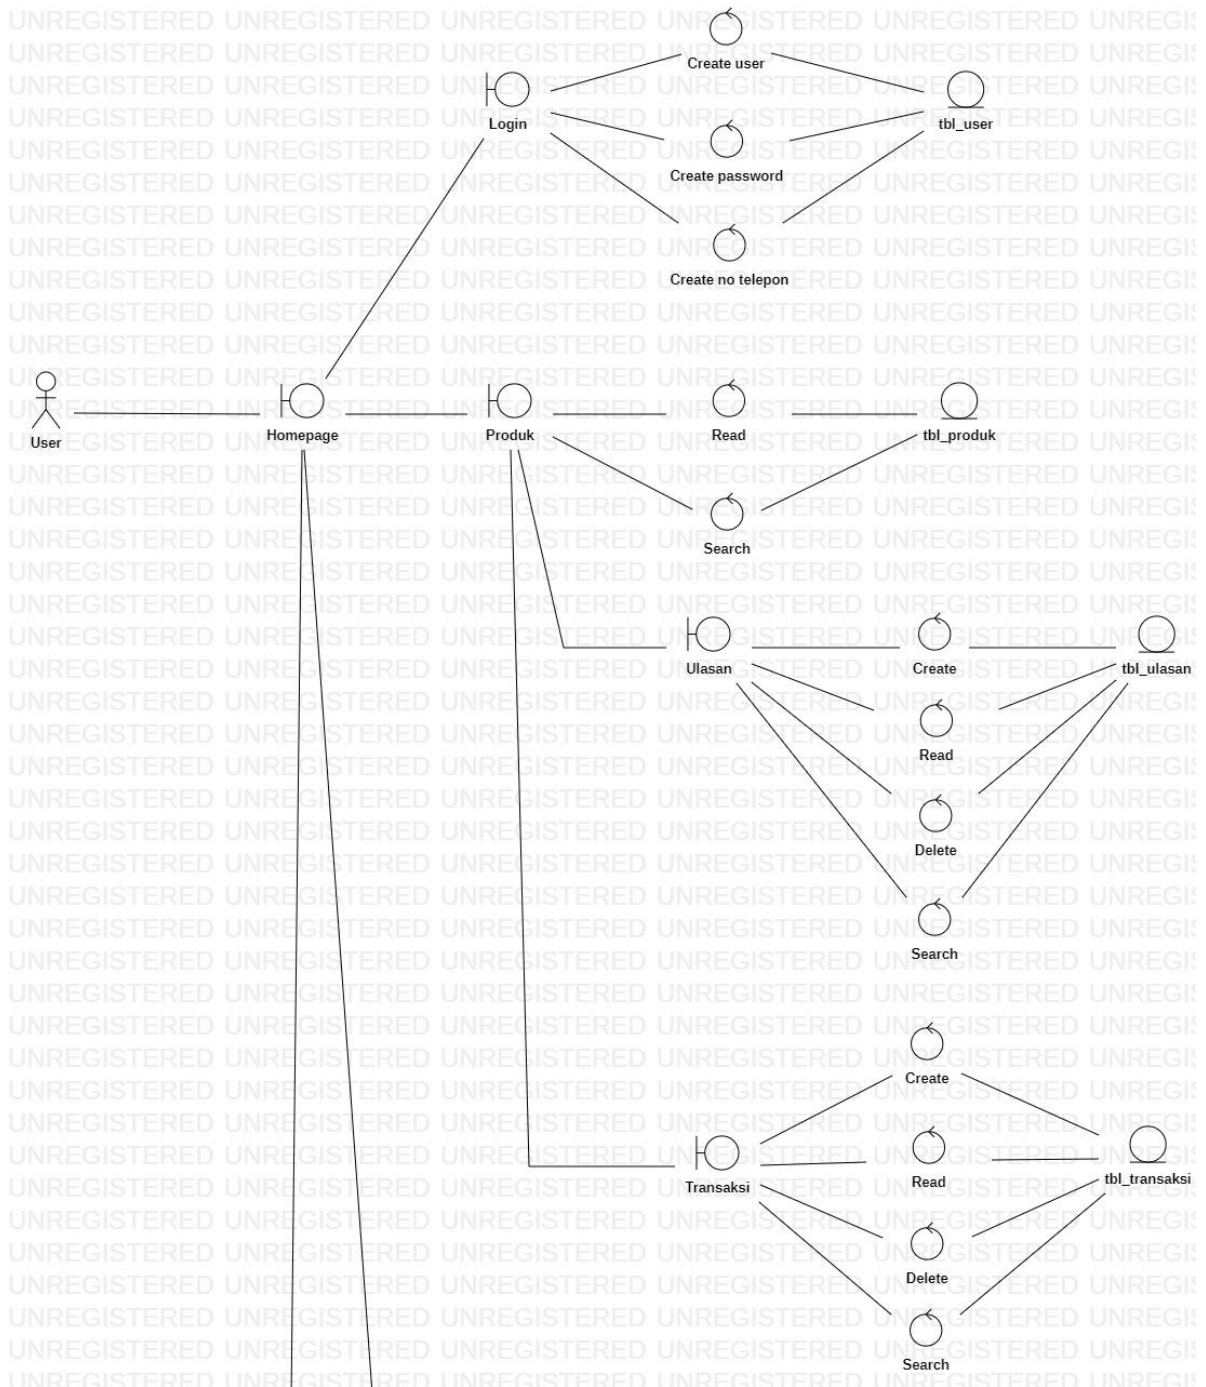 Create user
Login
tbl_user
Create password
Create no telepon
User
Homepage
Produk
Read
tbl_produk
Search
Ulasan
Create
tbl_ulasan
Read
Delete
Search
Create
Transaksi
Read
tbl_transaksi
Delete
Search
UNREGISTERED